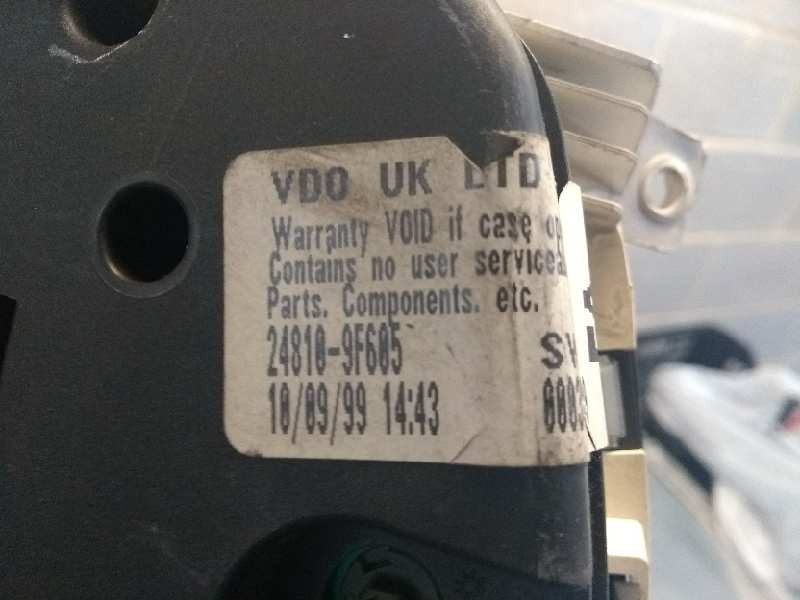 VDO UK LTD
Warranty VOID if case
Contains no user
Parts. Components. etc.
24810-9F605 SV
10/09/99 14:43